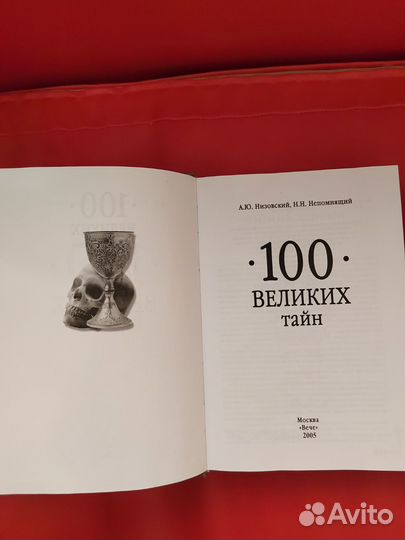 А.Ю. Низовский, Н.Н. Непомнящий
·100·
ВЕЛИКИХ
тайн
Москва
«Вече»
2005
Avito